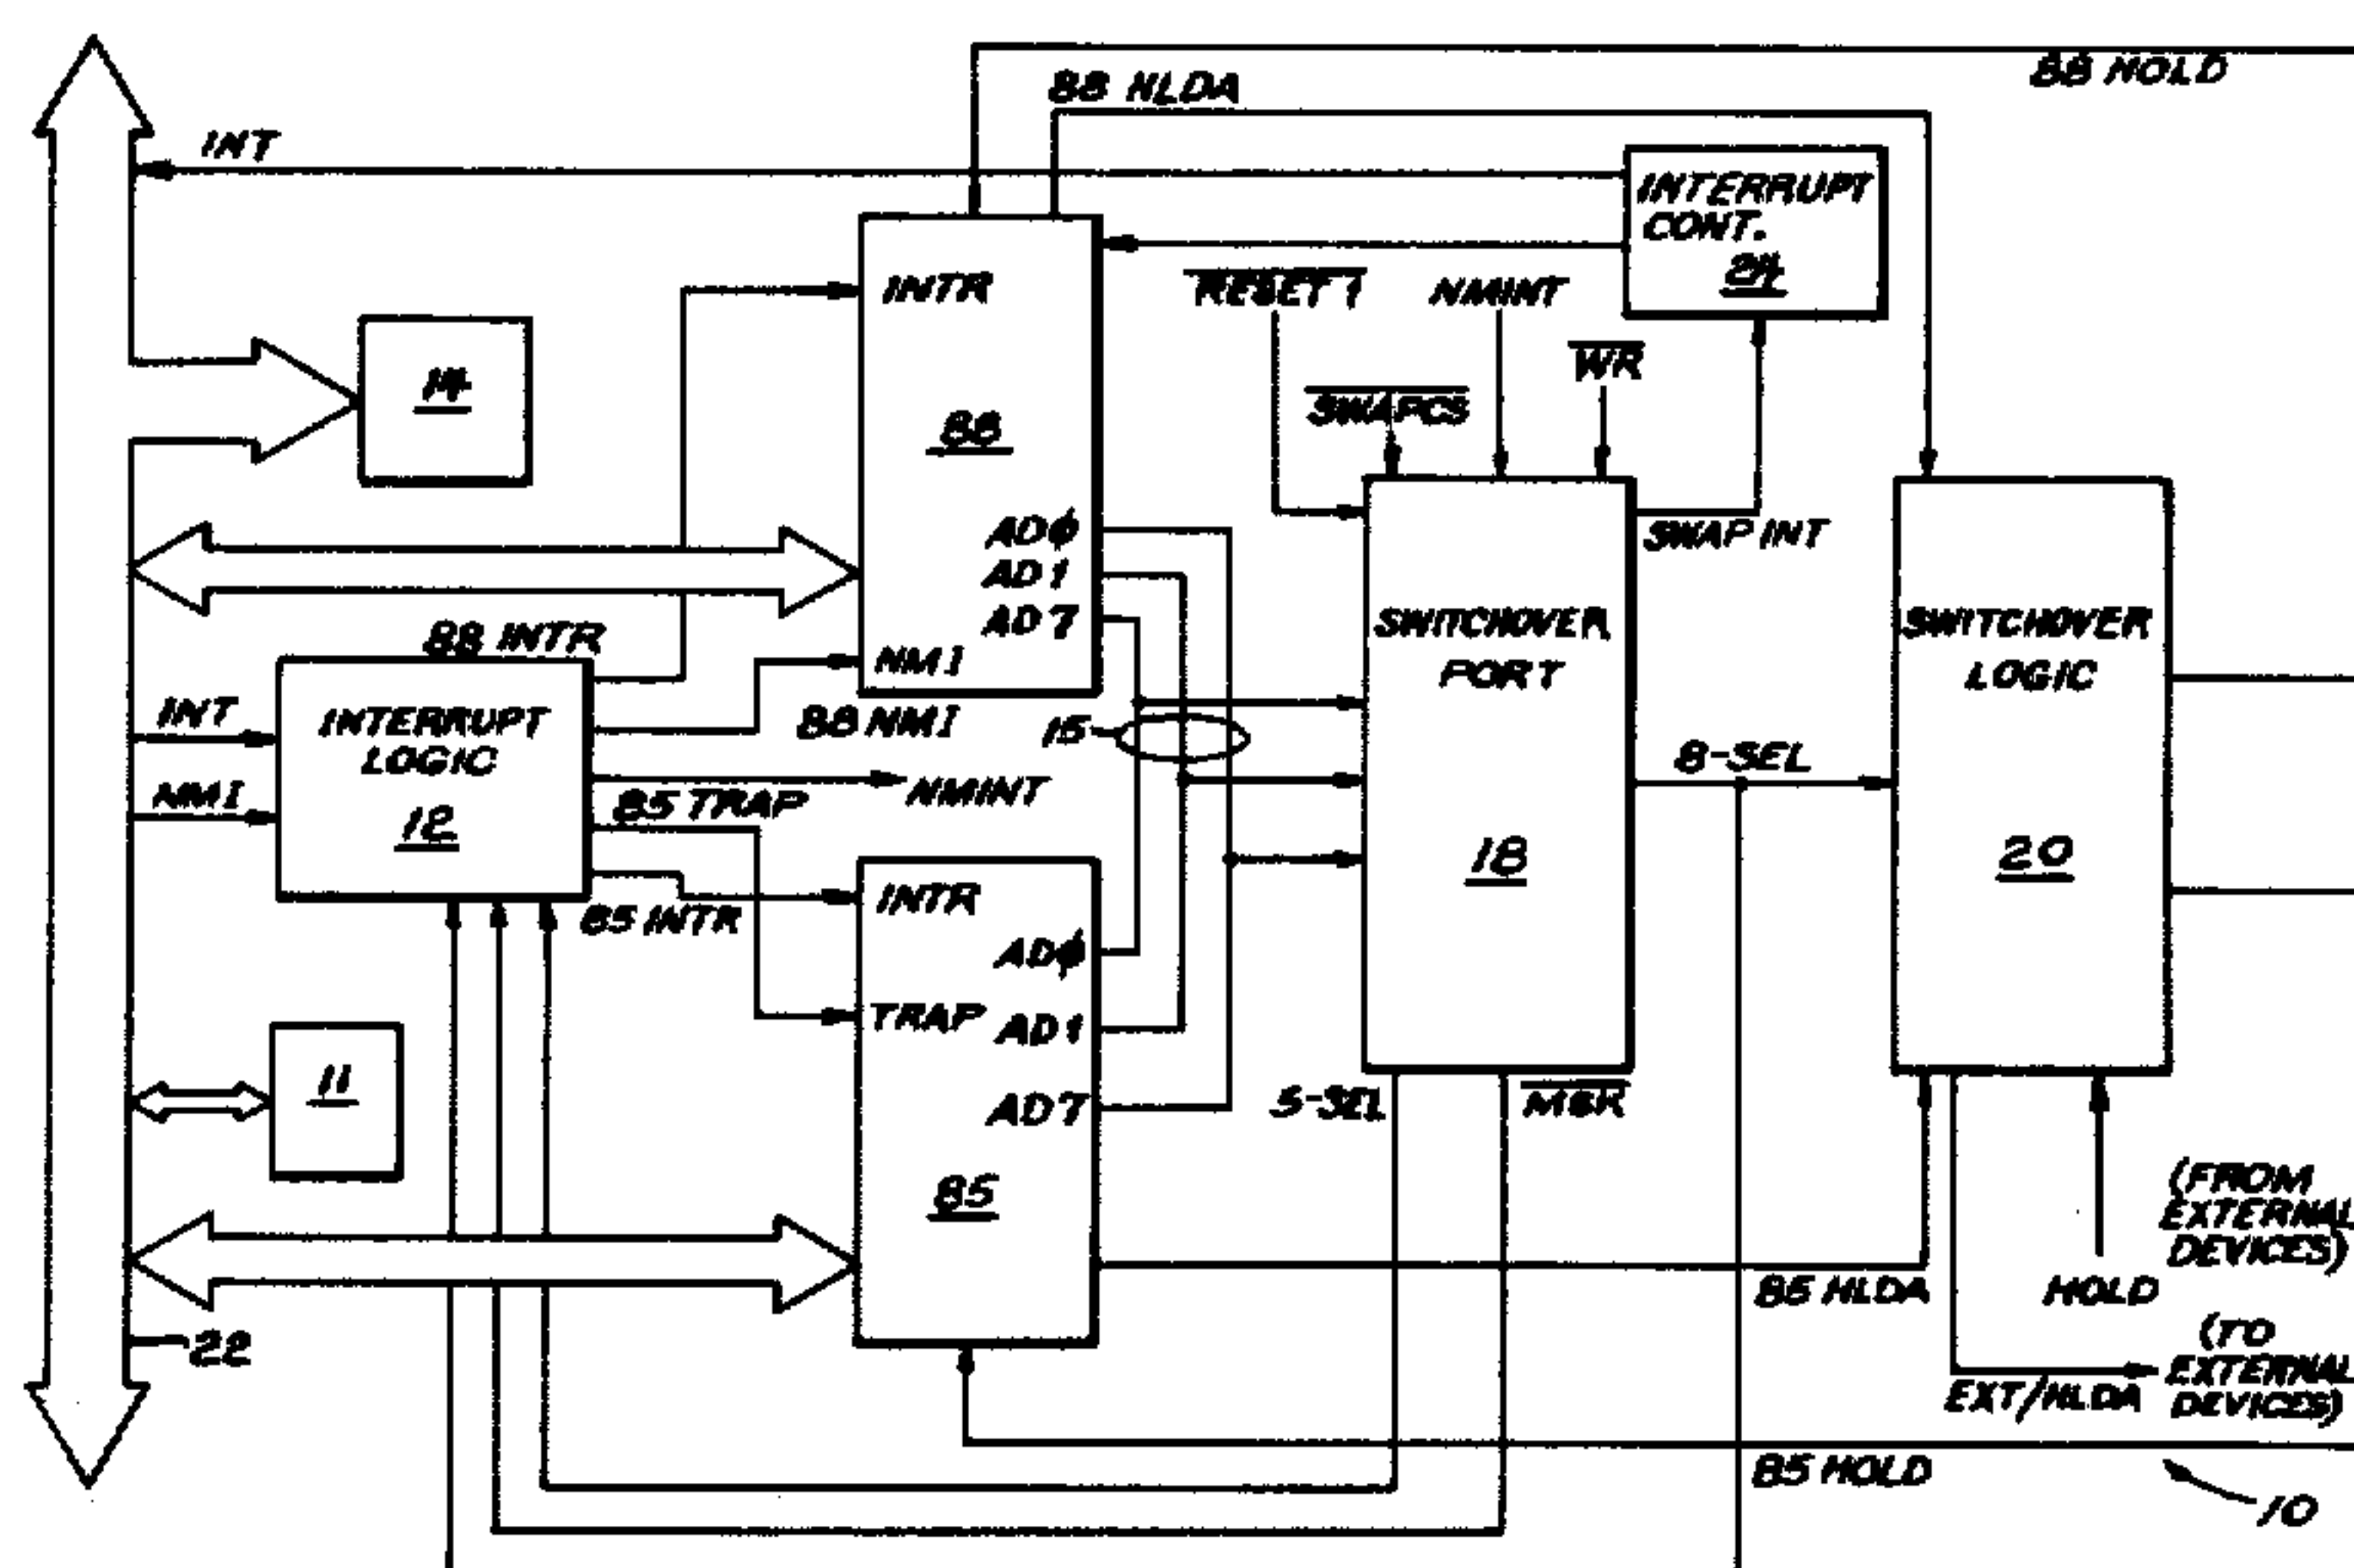 88 HOLD
88 HLDA
INT
INTERRUPT
CONT.
24
INTR
RESET 1
NMINT
WR
SWAPCS
14
88
ADϕ
AD1
AD7
SWAP INT
88 INTR
NMI
SWITCHOVER
PORT
SWITCHOVER
LOGIC
INT
INTERRUPT
LOGIC
88 NMI
15
8-SEL
NMI
12
85 TRAP
NMINT
18
20
85 INTR
INTR
ADϕ
TRAP
AD1
11
AD7
5-SEL
85
(FROM
EXTERNAL
DEVICES)
85 HLDA
HOLD
22
(TO
EXTERNAL
DEVICES)
EXT/HLDA
85 HOLD
10